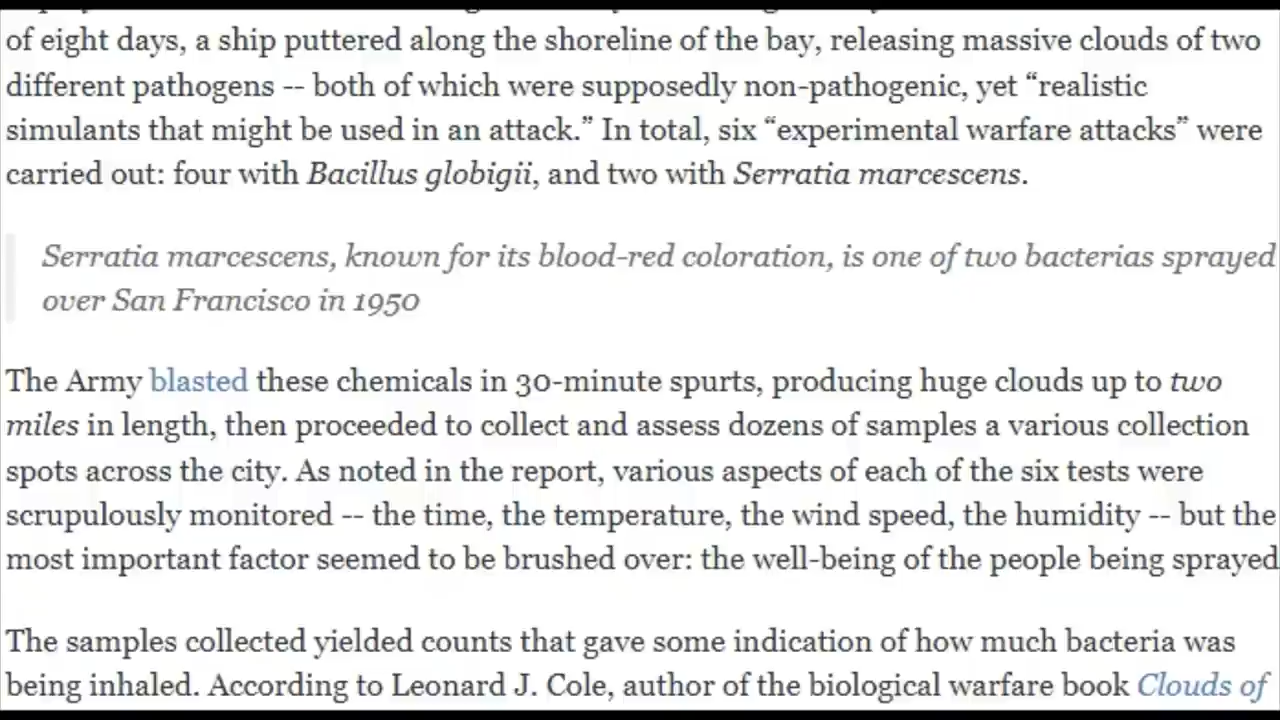 of eight days, a ship puttered along the shoreline of the bay, releasing massive clouds of two
different pathogens -- both of which were supposedly non-pathogenic, yet “realistic
simulants that might be used in an attack.” In total, six “experimental warfare attacks” were
carried out: four with Bacillus globigii, and two with Serratia marcescens.
Serratia marcescens, known for its blood-red coloration, is one of two bacterias sprayed
over San Francisco in 1950
The Army blasted these chemicals in 30-minute spurts, producing huge clouds up to two
miles in length, then proceeded to collect and assess dozens of samples a various collection
spots across the city. As noted in the report, various aspects of each of the six tests were
scrupulously monitored -- the time, the temperature, the wind speed, the humidity -- but the
most important factor seemed to be brushed over: the well-being of the people being sprayed
The samples collected yielded counts that gave some indication of how much bacteria was
being inhaled. According to Leonard J. Cole, author of the biological warfare book Clouds of